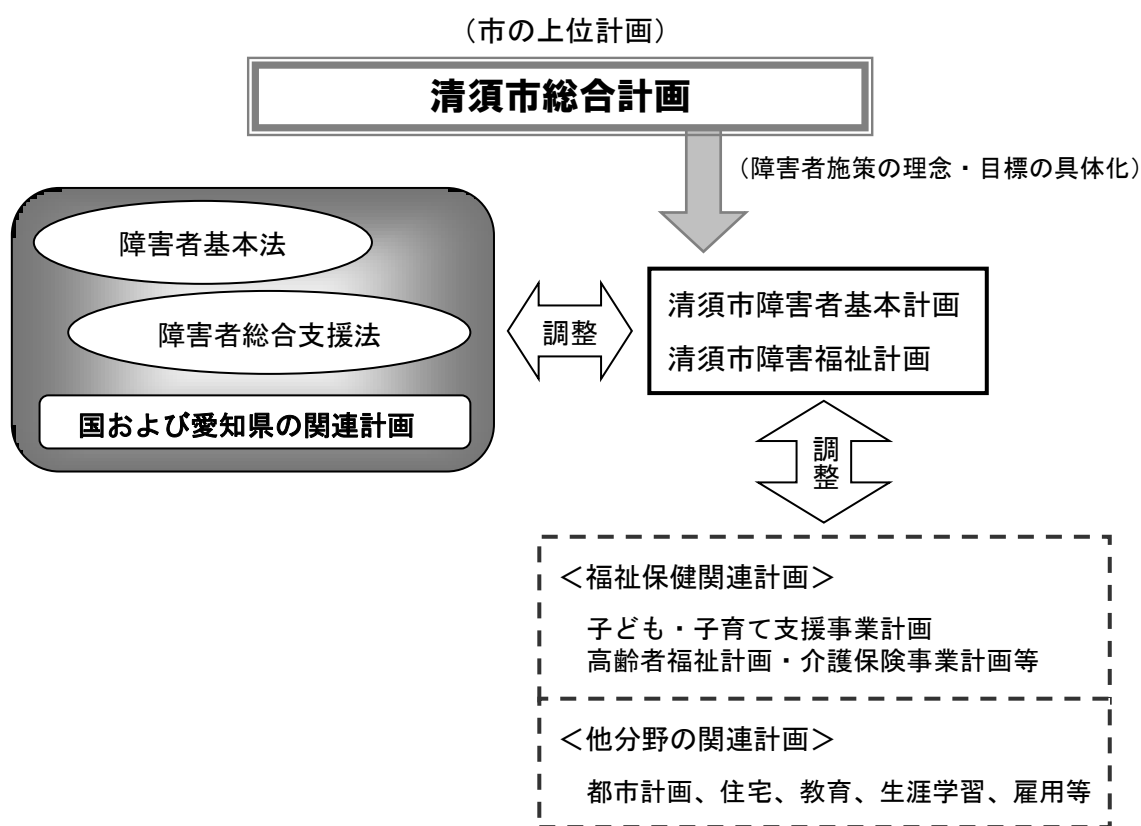 （市の上位計画）
清須市総合計画
（障害者施策の理念・目標の具体化）
障害者基本法
障害者総合支援法
国および愛知県の関連計画
調整
清須市障害者基本計画
清須市障害福祉計画
調整
＜福祉保健関連計画＞
子ども・子育て支援事業計画
高齢者福祉計画・介護保険事業計画等
＜他分野の関連計画＞
都市計画、住宅、教育、生涯学習、雇用等